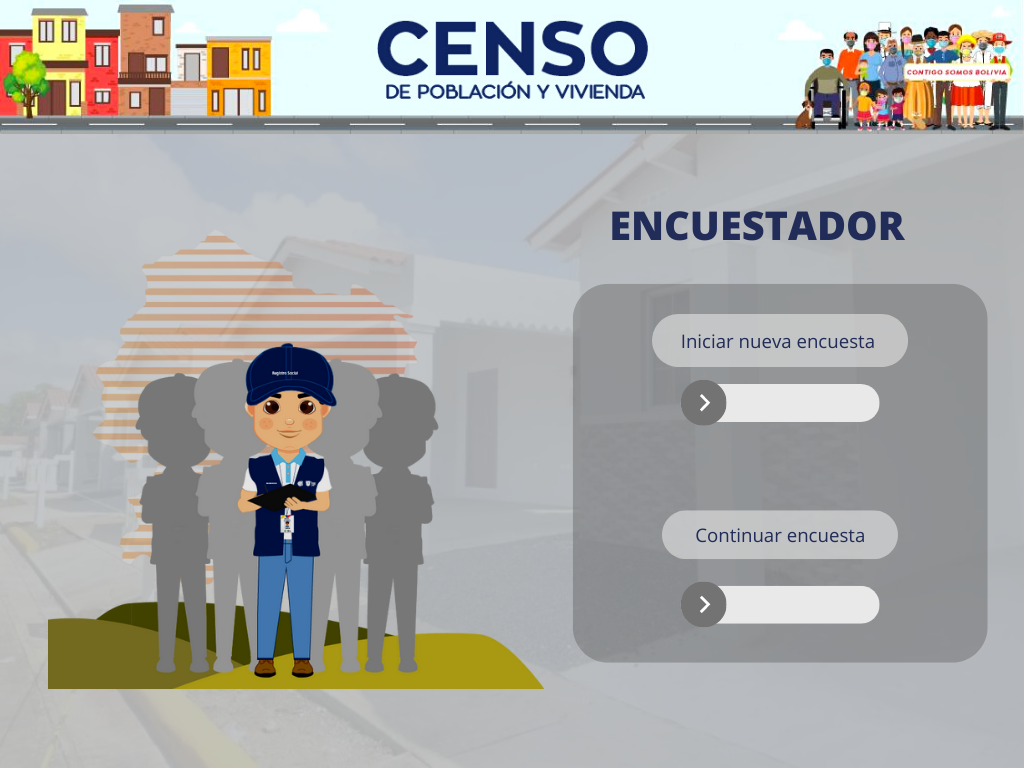 CENSO
DE POBLACIÓN Y VIVIENDA
CONTIGO SOMOS BOLIVIA
ENCUESTADOR
Iniciar nueva encuesta
Registro Social
Continuar encuesta